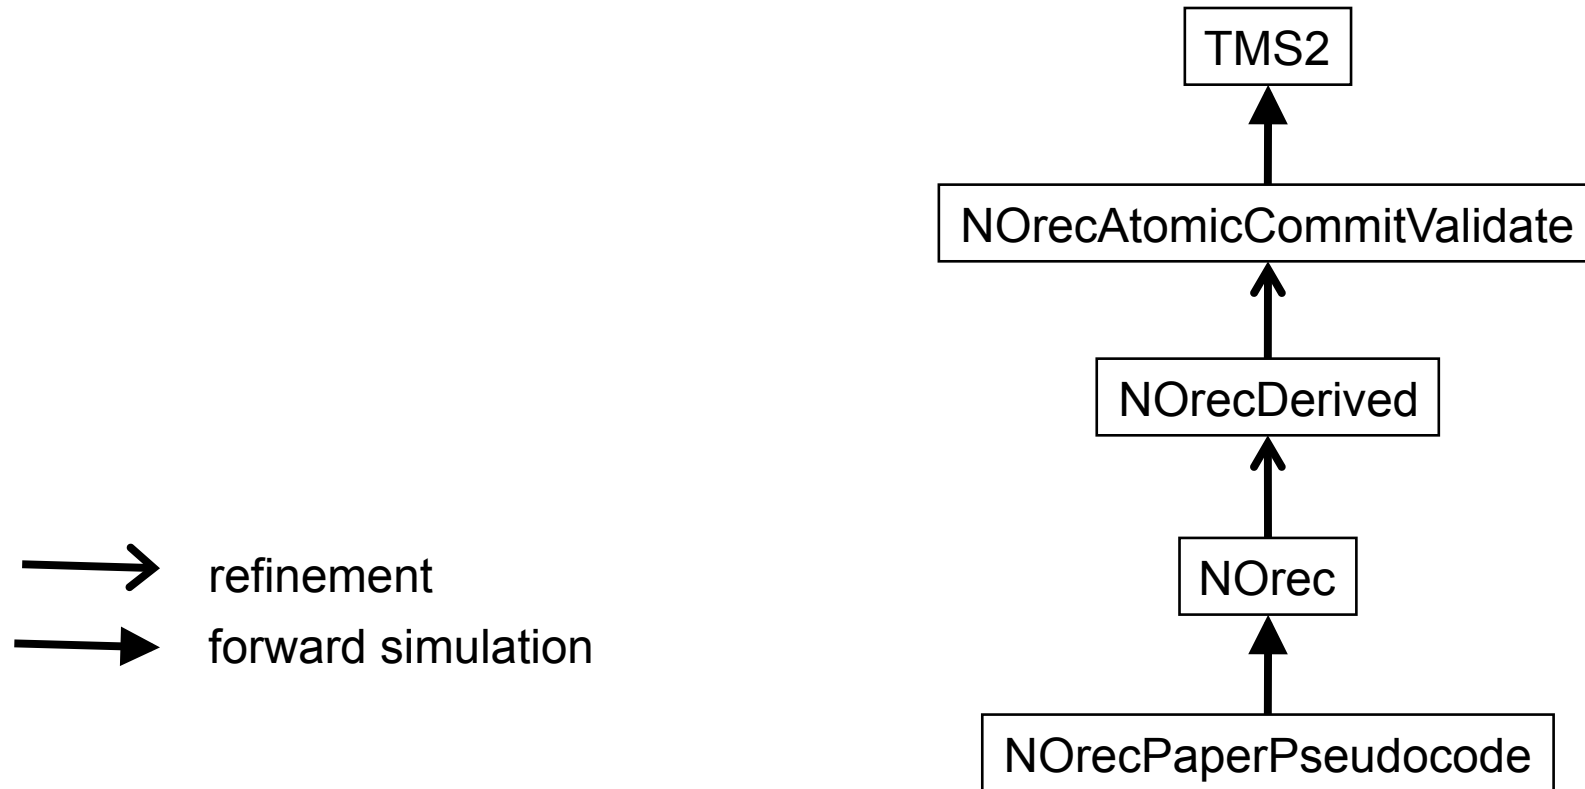 TMS2
NOrecAtomicCommitValidate
NOrecDerived
NOrec
NOrecPaperPseudocode
refinement
forward simulation